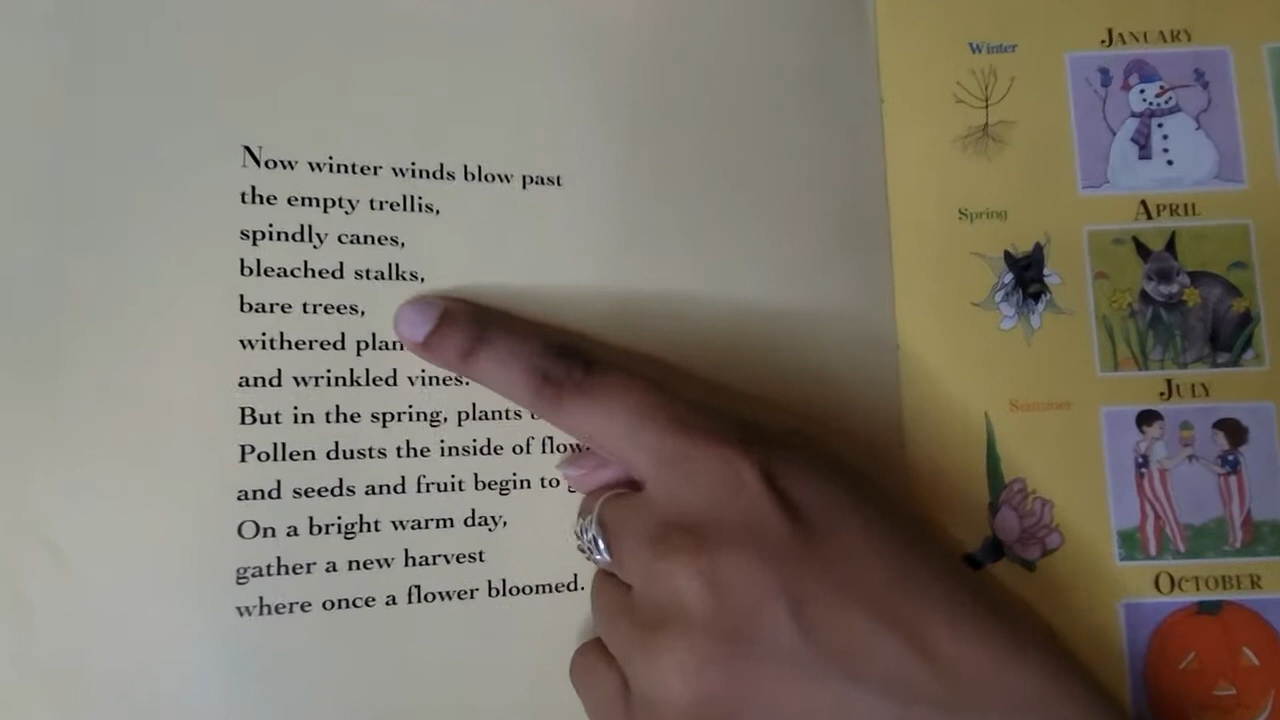 Now winter winds blow past
the empty trellis,
spindly canes,
bleached stalks,
bare trees,
withered
and wrinkled vines.
But in the spring, plants
Pollen dusts the inside of
and seeds and fruit begin to
On a bright warm day,
gather a new harvest
where once a flower bloomed.
Winter
JANUARY
Spring
APRIL
Summer
JULY
OCTOBER